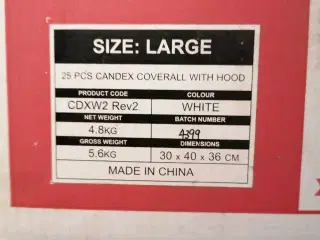 SIZE: LARGE
25 PCS CANDEX COVERALL WITH HOOD
PRODUCT CODE COLOUR
CDXW2 Rev2 WHITE
NET WEIGHT BATCH NUMBER
4.8KG 4399
GROSS WEIGHT DIMENSIONS
5.6KG 30 x 40 x 36 CM
MADE IN CHINA